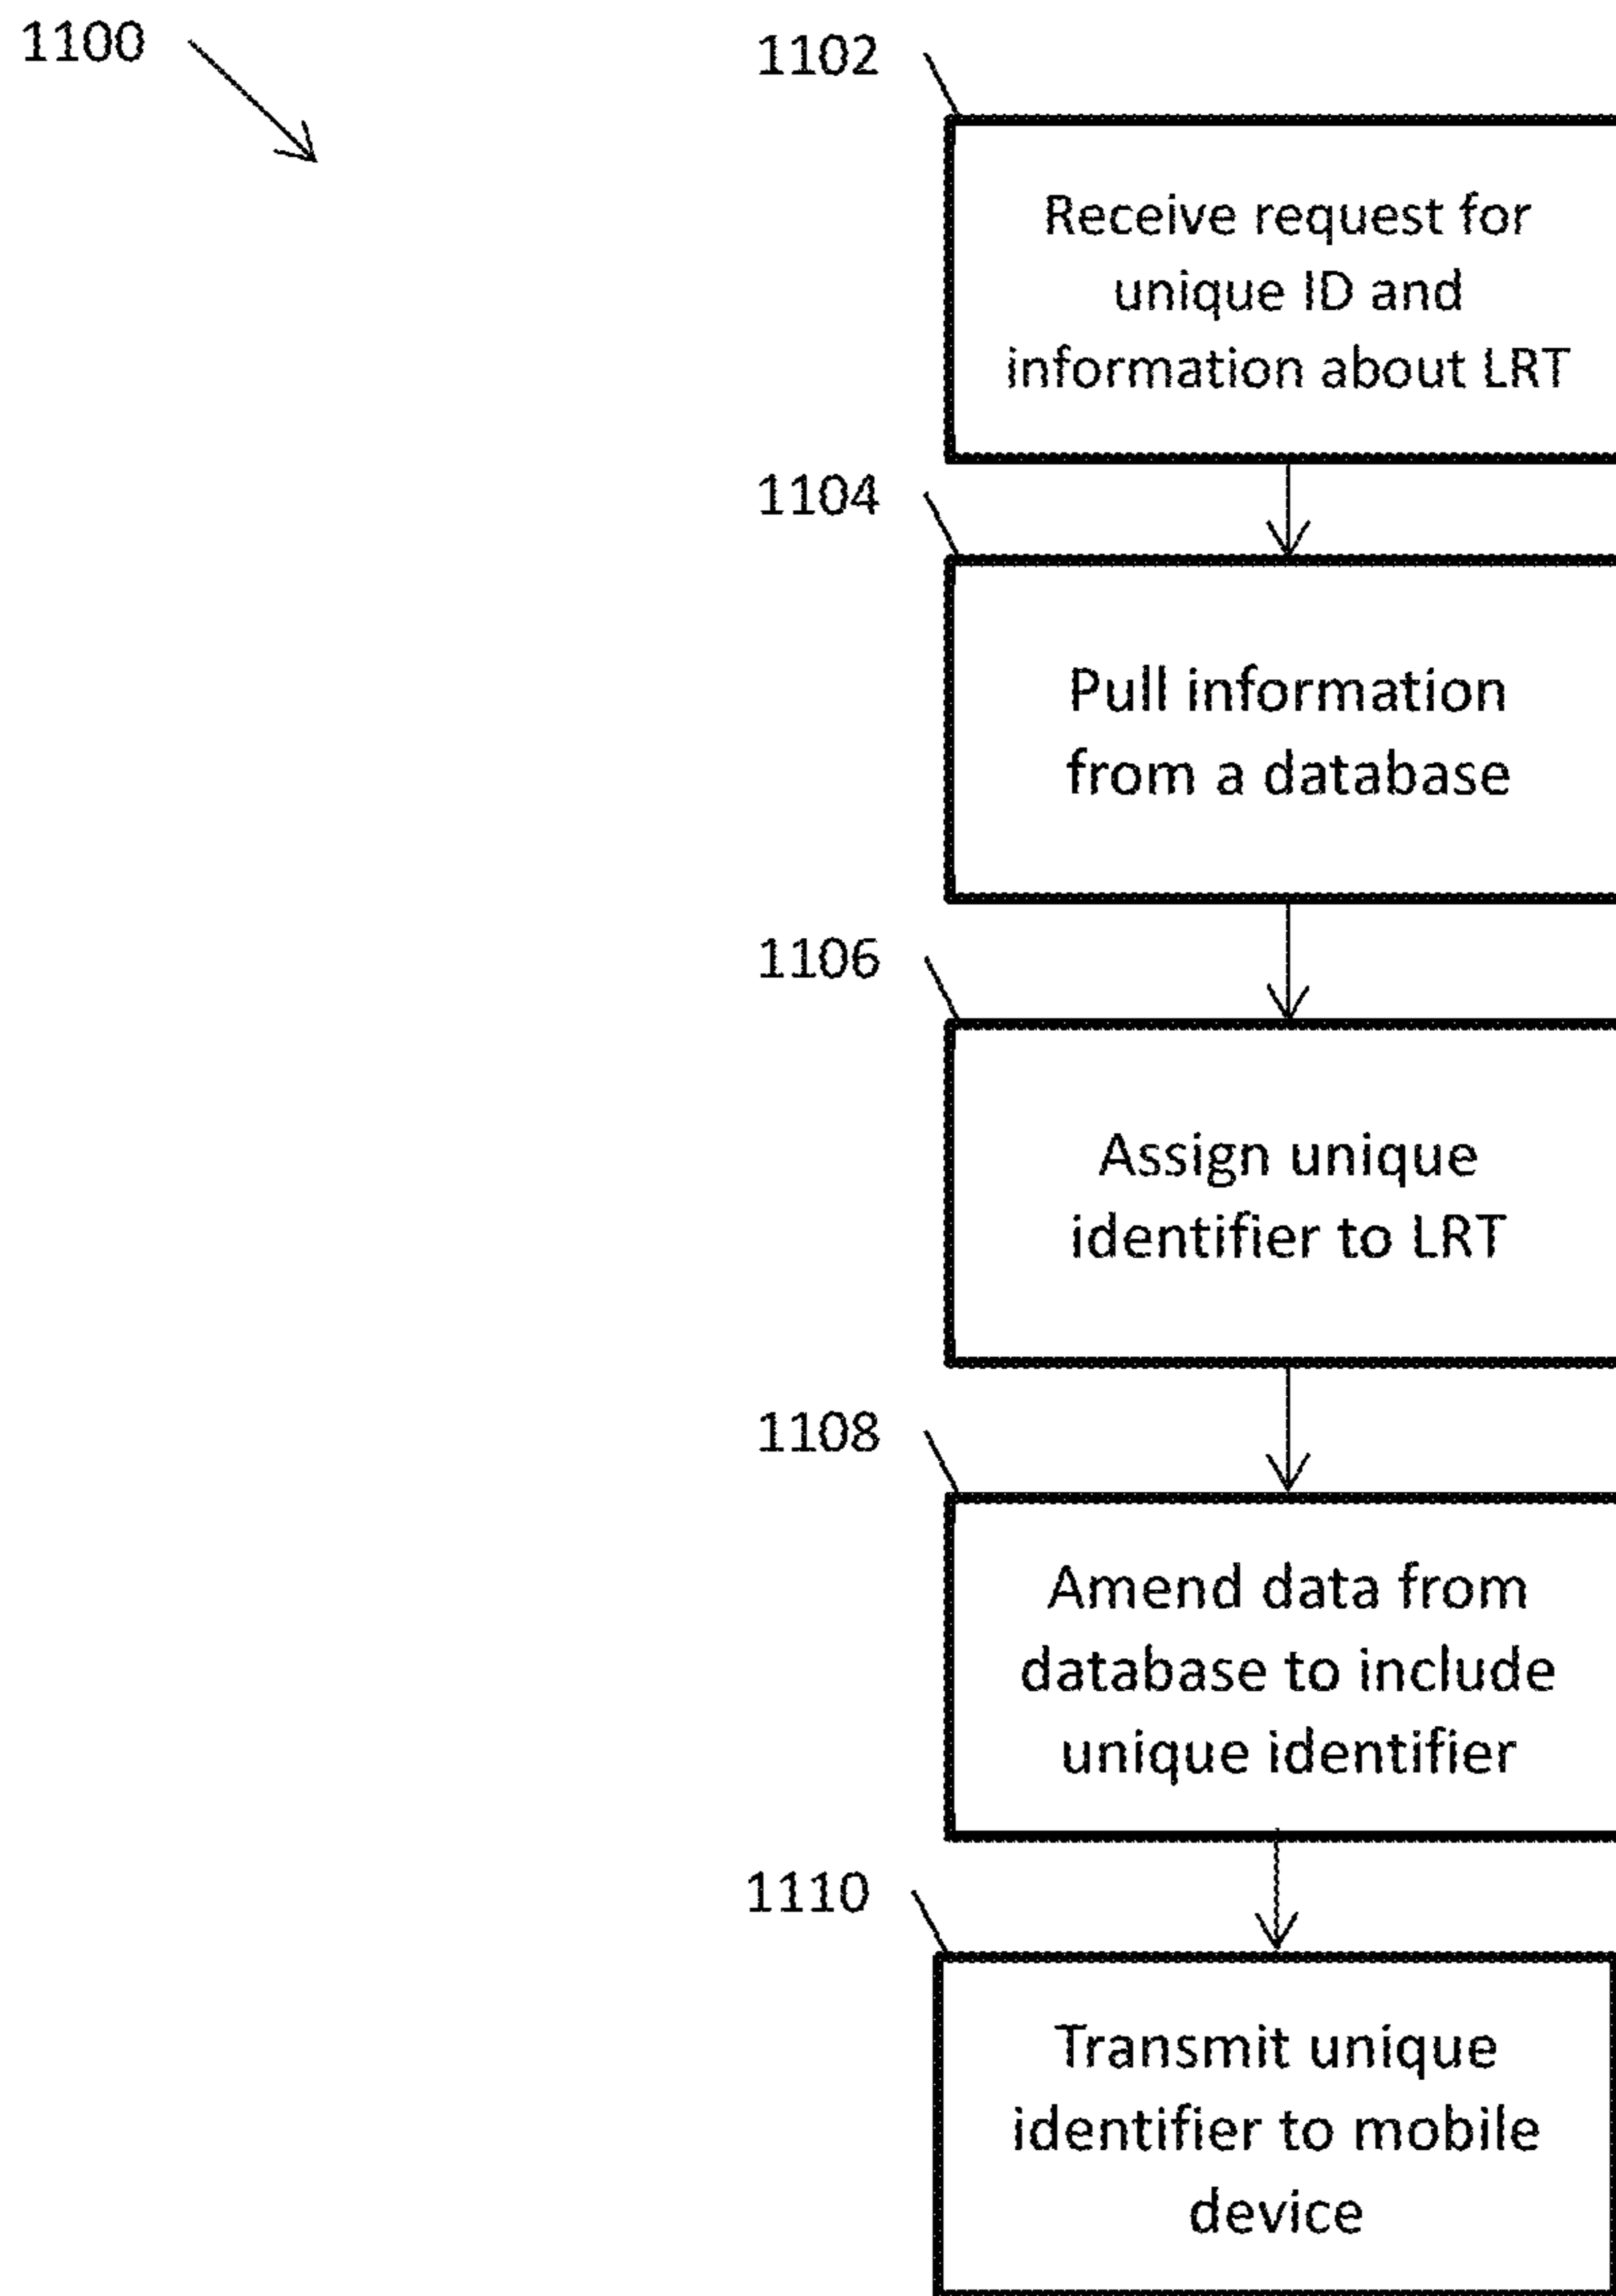 1100
1102
Receive request for
unique ID and
information about LRT
1104
Pull information
from a database
1106
Assign unique
identifier to LRT
1108
Amend data from
database to include
unique identifier
1110
Transmit unique
identifier to mobile
device